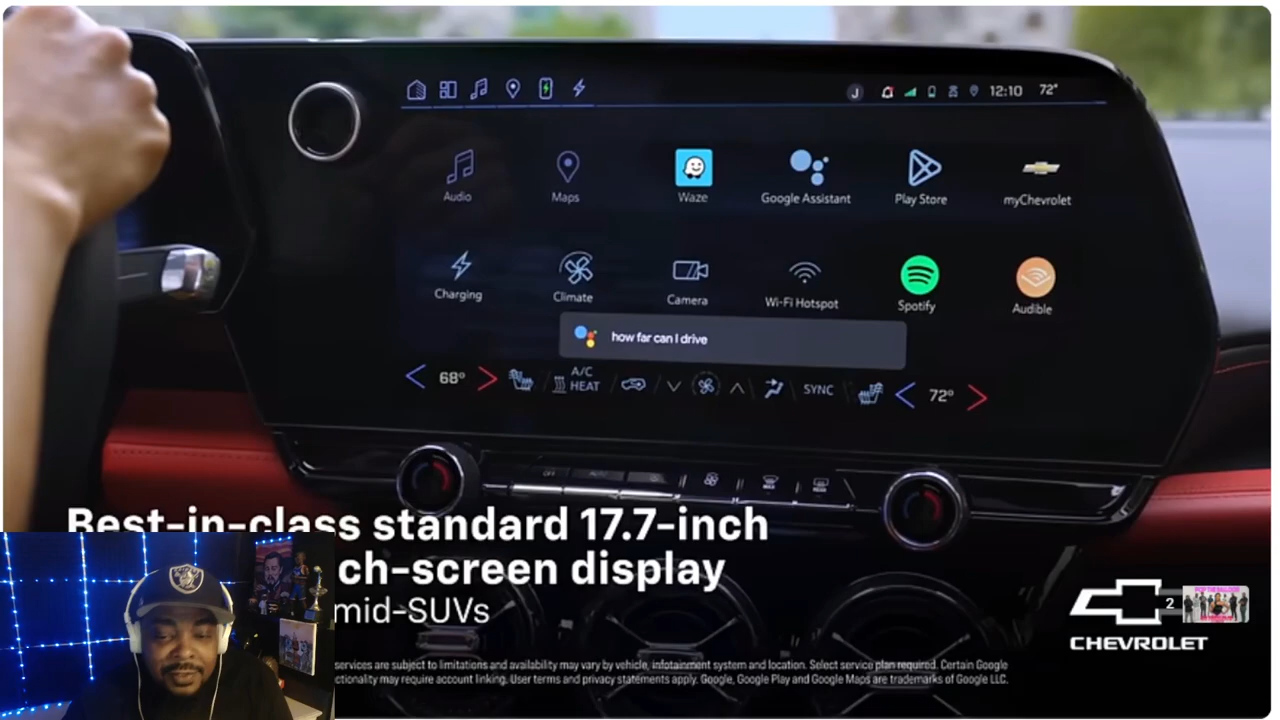 J 12:10 72°
Audio Maps Waze Google Assistant Play Store myChevrolet
Charging Climate Camera Wi-Fi Hotspot Spotify Audible
how far can I drive
68° A/C HEAT SYNC 72°
OFF AUTO
Best-in-class standard 17.7-inch
ch-screen display
mid-SUVs
2
CHEVROLET
services are subject to limitations and availability may vary by vehicle, infotainment system and location. Select service plan required. Certain Google
ctionality may require account linking. User terms and privacy statements apply. Google, Google Play and Google Maps are trademarks of Google LLC.